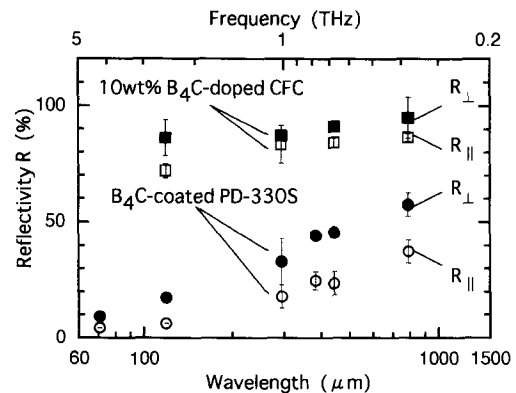 Frequency (THz)
5 1 0.2
10wt% B₄C-doped CFC
R⊥
R||
B₄C-coated PD-330S
R⊥
R||
Reflectivity R (%)
100
50
0
60 100 1000 1500
Wavelength (μm)